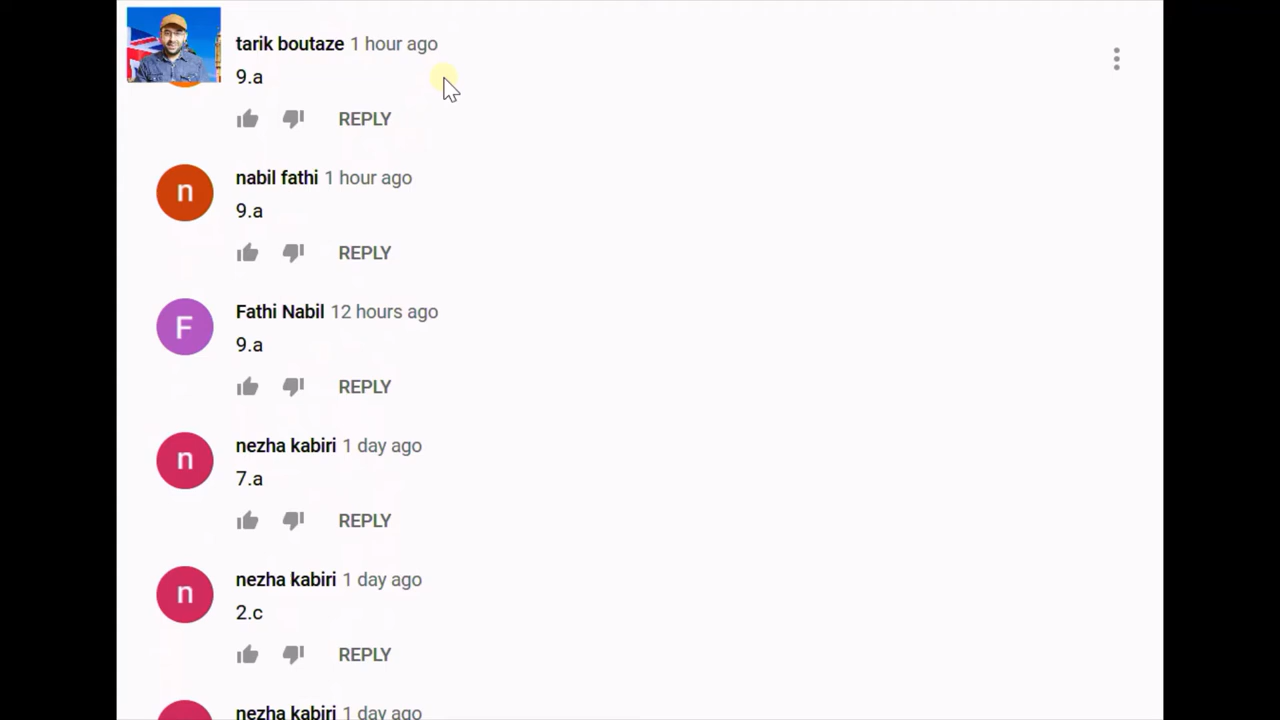 tarik boutaze 1 hour ago
9.a
REPLY
n
nabil fathi 1 hour ago
9.a
REPLY
F
Fathi Nabil 12 hours ago
9.a
REPLY
n
nezha kabiri 1 day ago
7.a
REPLY
n
nezha kabiri 1 day ago
2.c
REPLY
nezha kabiri 1 day ago